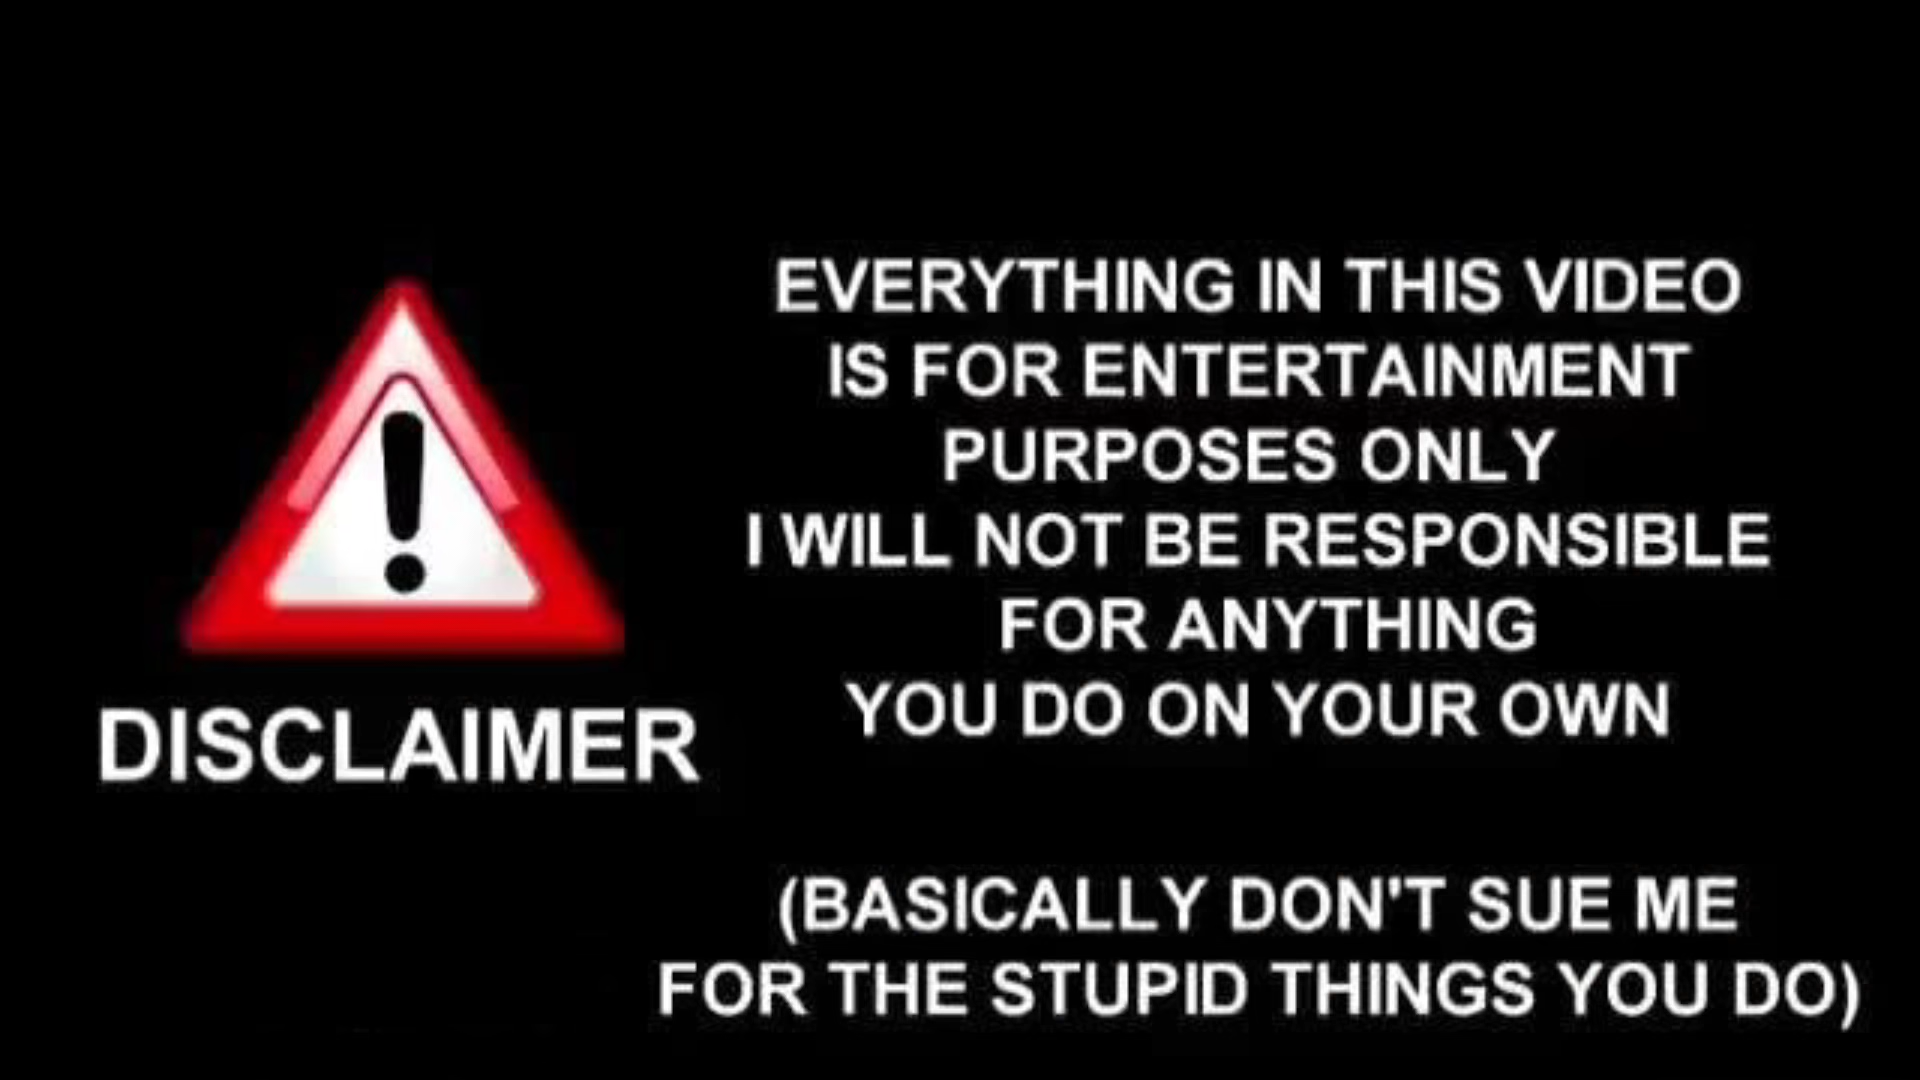 EVERYTHING IN THIS VIDEO
IS FOR ENTERTAINMENT
PURPOSES ONLY
I WILL NOT BE RESPONSIBLE
FOR ANYTHING
YOU DO ON YOUR OWN
DISCLAIMER
(BASICALLY DON'T SUE ME
FOR THE STUPID THINGS YOU DO)